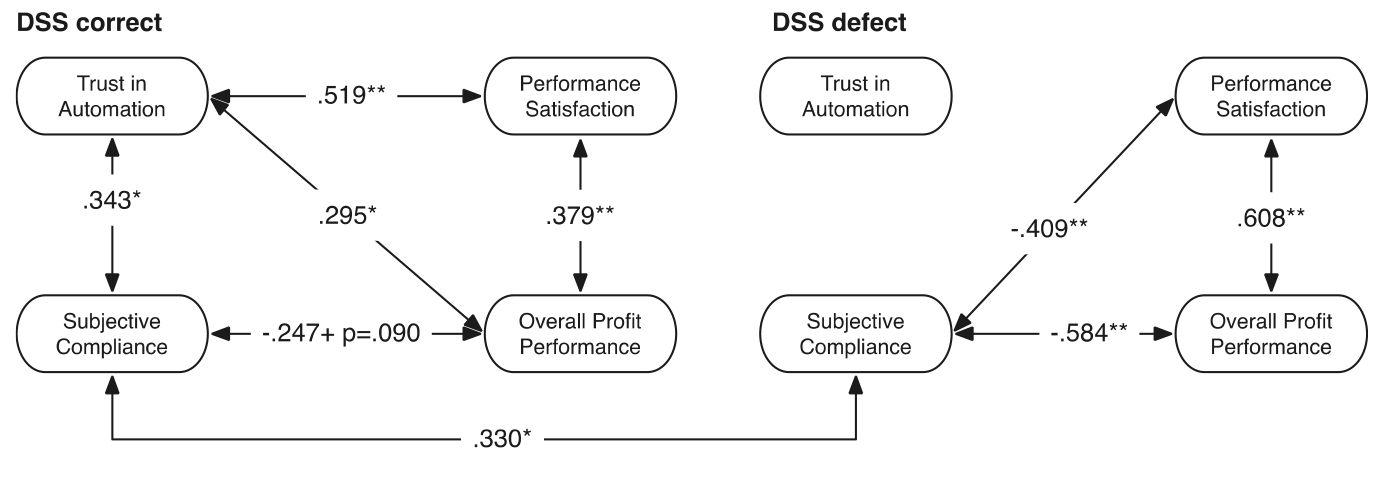 DSS correct
DSS defect
Trust in
Automation
.519**
Performance
Satisfaction
Trust in
Automation
Performance
Satisfaction
.343*
.295*
.379**
-.409**
.608**
Subjective
Compliance
-.247+ p=.090
Overall Profit
Performance
Subjective
Compliance
-.584**
Overall Profit
Performance
.330*